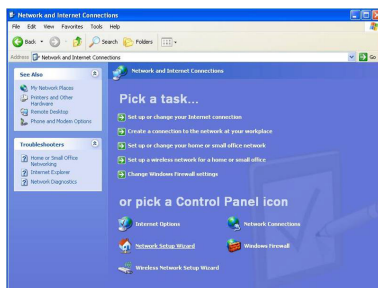 Network and Internet Connections
File Edit View Favorites Tools Help
Back Search Folders
Address Network and Internet Connections Go
See Also
My Network Places
Printers and Other Hardware
Remote Desktop
Phone and Modem Options
Troubleshooters
Home or Small Office Networking
Internet Explorer
Network Diagnostics
Network and Internet Connections
Pick a task...
Set up or change your Internet connection
Create a connection to the network at your workplace
Set up or change your home or small office network
Set up a wireless network for a home or small office
Change Windows Firewall settings
or pick a Control Panel icon
Internet Options
Network Connections
Network Setup Wizard
Windows Firewall
Wireless Network Setup Wizard